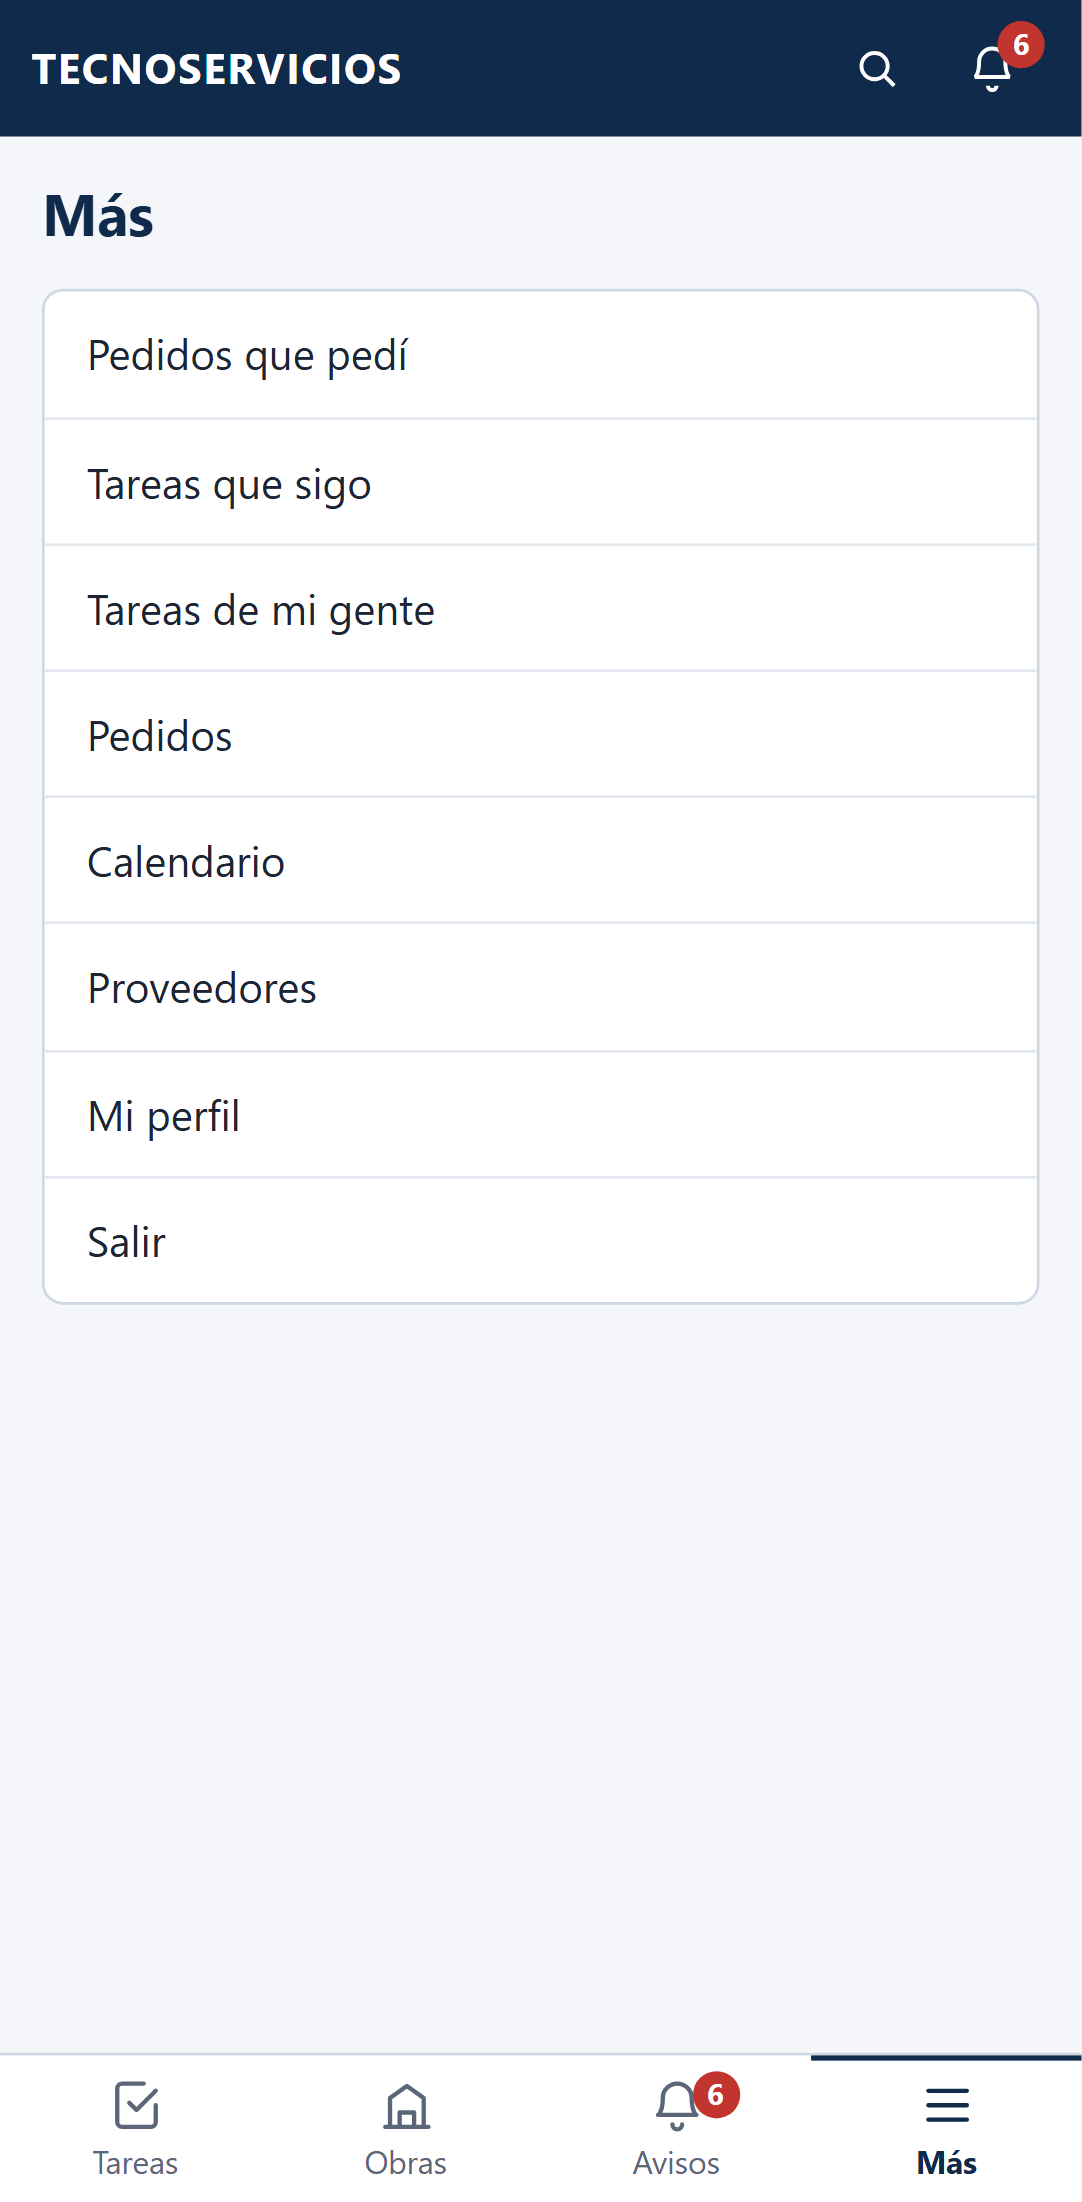 TECNOSERVICIOS
6
Más
Pedidos que pedí
Tareas que sigo
Tareas de mi gente
Pedidos
Calendario
Proveedores
Mi perfil
Salir
6
Tareas
Obras
Avisos
Más